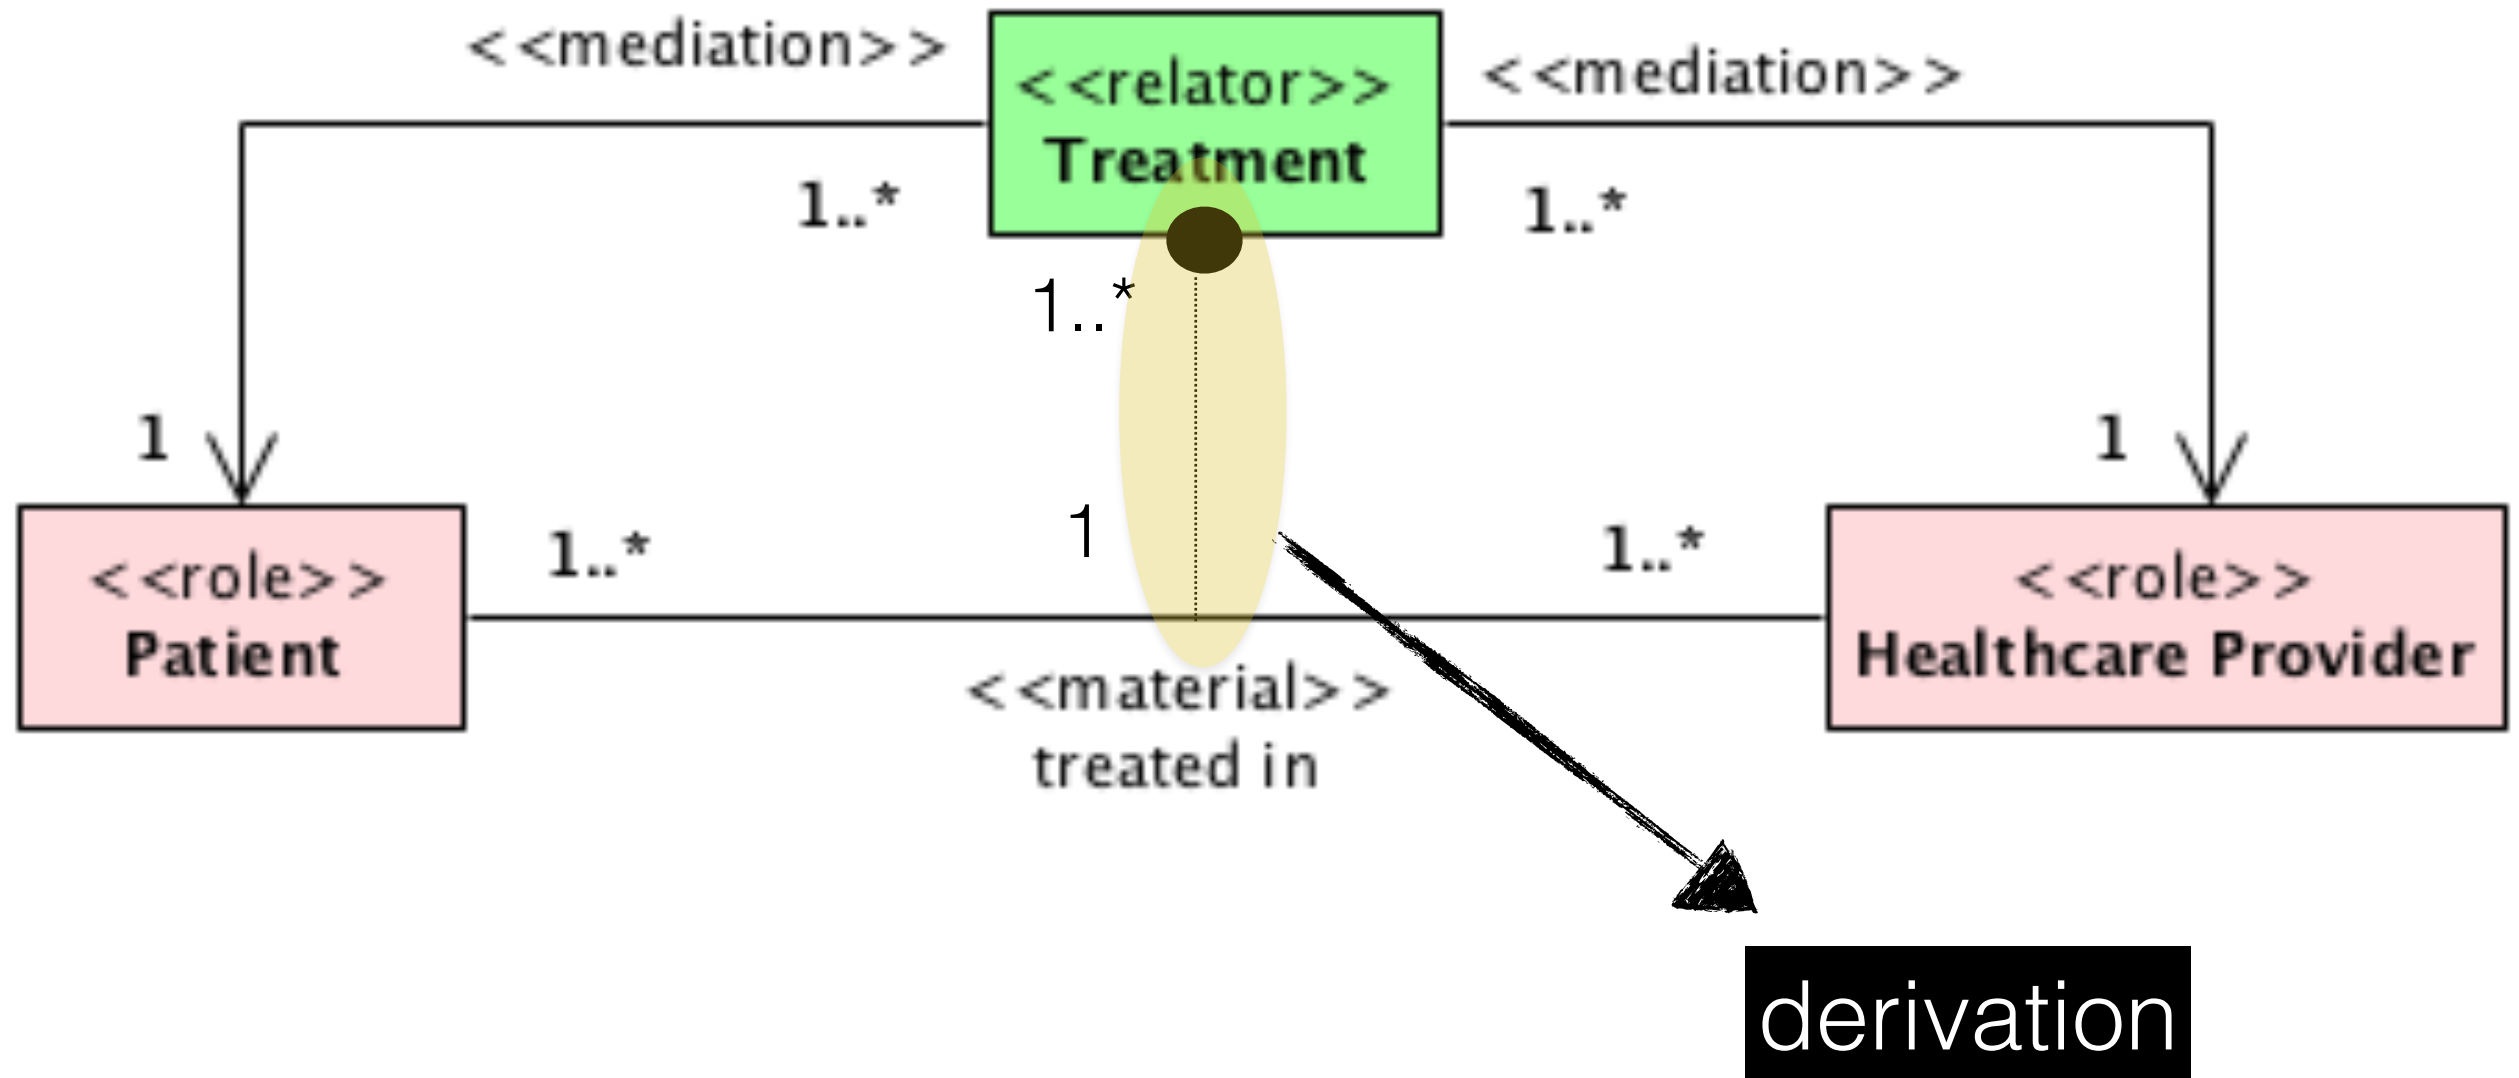 <<mediation>>
<<relator>>
Treatment
<<mediation>>
1..*
1..*
1..*
1
1
1
<<role>>
Patient
1..*
1..*
<<role>>
Healthcare Provider
<<material>>
treated in
derivation